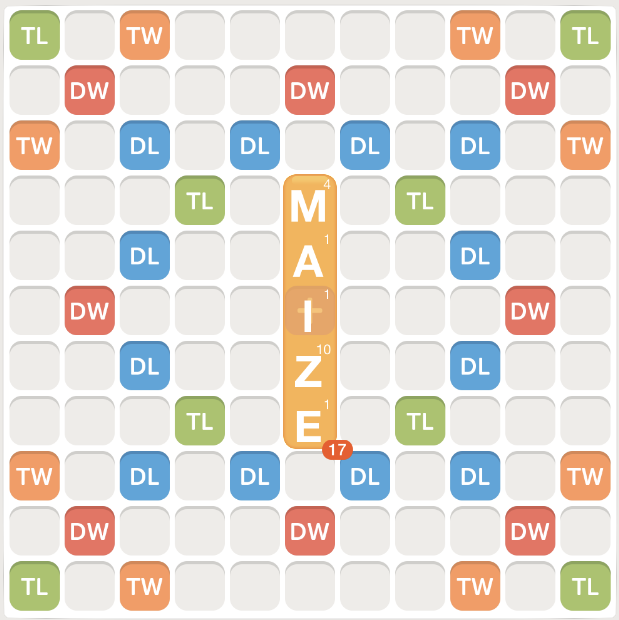 TL TW TW TL
DW DW DW
TW DL DL DL DL TW
TL M 4 TL
DL A 1 DL
DW I 1 DW
DL Z 10 DL
TL E 1 TL
17
TW DL DL DL DL TW
DW DW DW
TL TW TW TL